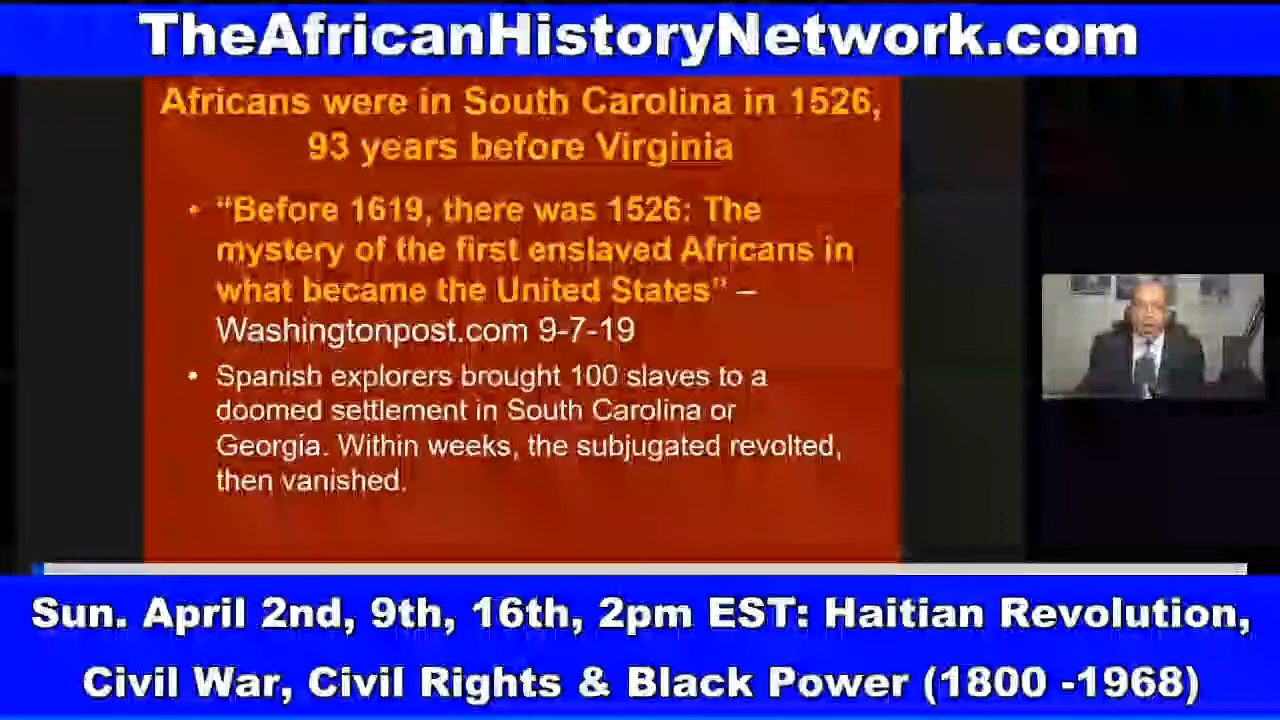 TheAfricanHistoryNetwork.com
Africans were in South Carolina in 1526,
93 years before Virginia
• “Before 1619, there was 1526: The
mystery of the first enslaved Africans in
what became the United States” –
Washingtonpost.com 9-7-19
• Spanish explorers brought 100 slaves to a
doomed settlement in South Carolina or
Georgia. Within weeks, the subjugated revolted,
then vanished.
Sun. April 2nd, 9th, 16th, 2pm EST: Haitian Revolution,
Civil War, Civil Rights & Black Power (1800 -1968)